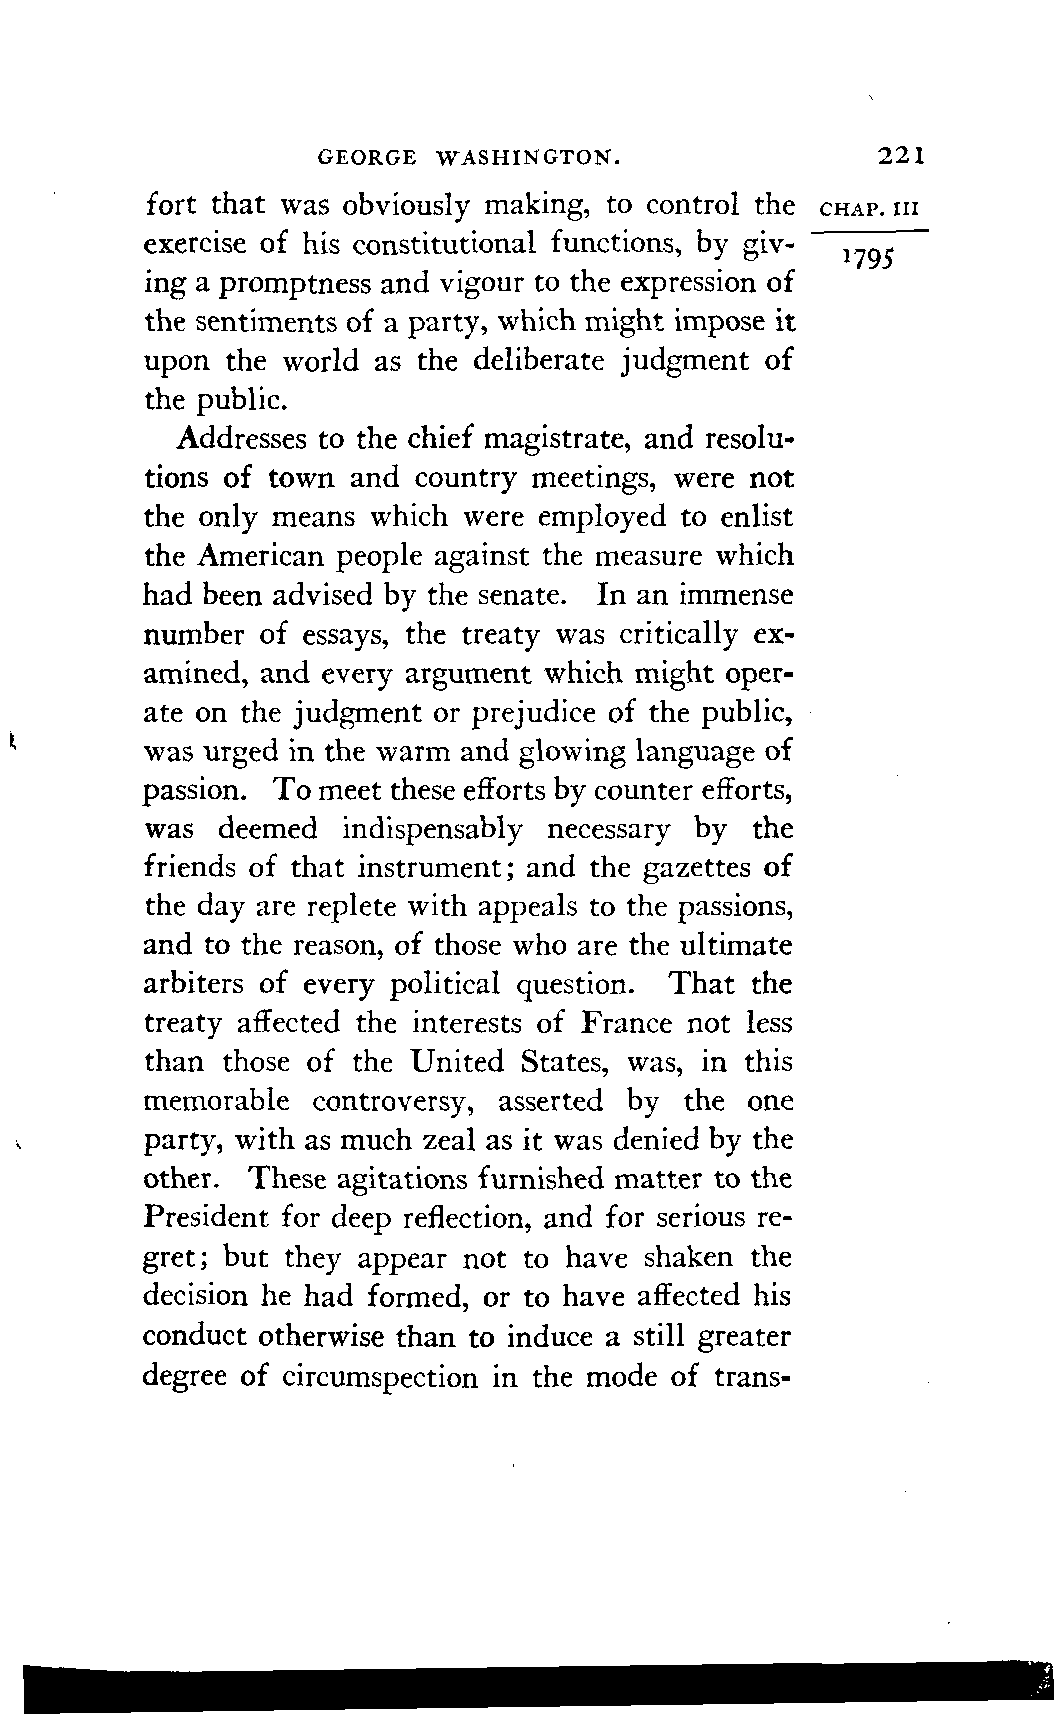 GEORGE WASHINGTON. 221
fort that was obviously making, to control the CHAP. III
exercise of his constitutional functions, by giv- 1795
ing a promptness and vigour to the expression of
the sentiments of a party, which might impose it
upon the world as the deliberate judgment of
the public.
Addresses to the chief magistrate, and resolu-
tions of town and country meetings, were not
the only means which were employed to enlist
the American people against the measure which
had been advised by the senate. In an immense
number of essays, the treaty was critically ex-
amined, and every argument which might oper-
ate on the judgment or prejudice of the public,
was urged in the warm and glowing language of
passion. To meet these efforts by counter efforts,
was deemed indispensably necessary by the
friends of that instrument; and the gazettes of
the day are replete with appeals to the passions,
and to the reason, of those who are the ultimate
arbiters of every political question. That the
treaty affected the interests of France not less
than those of the United States, was, in this
memorable controversy, asserted by the one
party, with as much zeal as it was denied by the
other. These agitations furnished matter to the
President for deep reflection, and for serious re-
gret; but they appear not to have shaken the
decision he had formed, or to have affected his
conduct otherwise than to induce a still greater
degree of circumspection in the mode of trans-